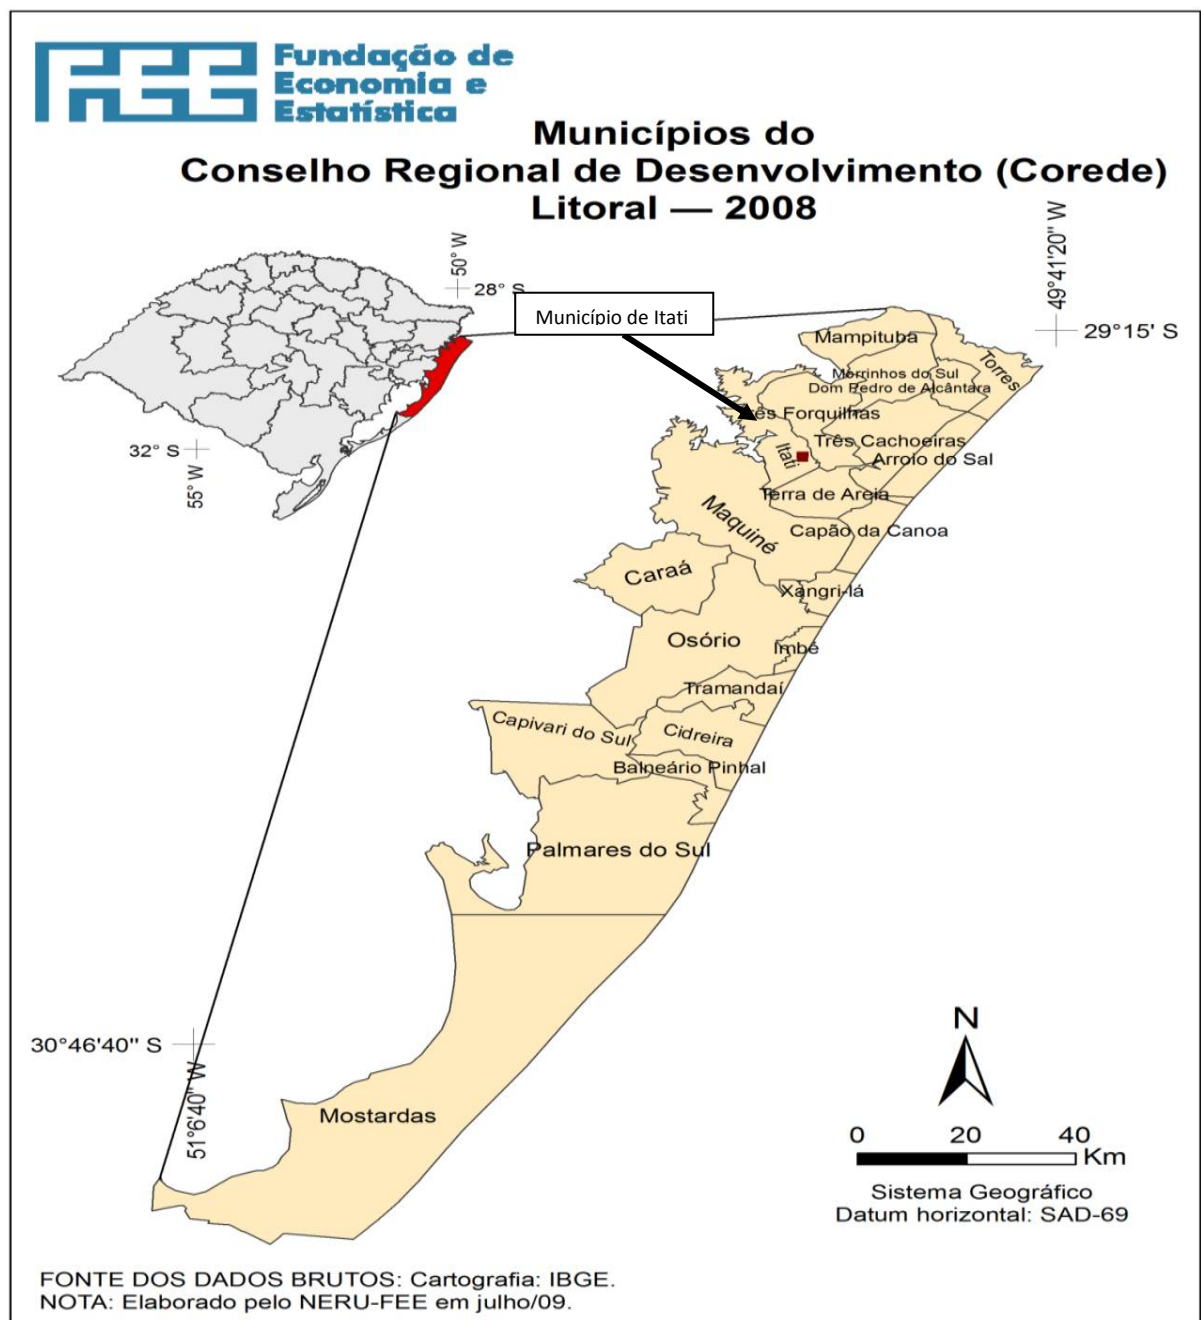 FEE
Fundação de
Economia e
Estatística
Municípios do
Conselho Regional de Desenvolvimento (Corede)
Litoral — 2008
50° W
28° S
49°41'20" W
29°15' S
Município de Itati
Mampituba
Torres
Morrinhos do Sul
Dom Pedro de Alcântara
Três Forquilhas
Três Cachoeiras
Itati
Arroio do Sal
32° S
55° W
Terra de Areia
Maquiné
Capão da Canoa
Caraá
Xangri-lá
Osório
Imbé
Tramandaí
Capivari do Sul
Cidreira
Balneário Pinhal
Palmares do Sul
30°46'40" S
51°6'40" W
Mostardas
N
0 20 40
Km
Sistema Geográfico
Datum horizontal: SAD-69
FONTE DOS DADOS BRUTOS: Cartografia: IBGE.
NOTA: Elaborado pelo NERU-FEE em julho/09.